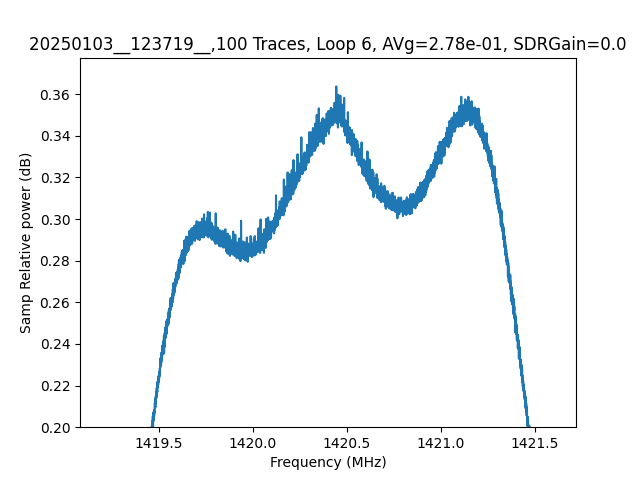 20250103__123719__,100 Traces, Loop 6, AVg=2.78e-01, SDRGain=0.0
Samp Relative power (dB)
0.36
0.34
0.32
0.30
0.28
0.26
0.24
0.22
0.20
1419.5 1420.0 1420.5 1421.0 1421.5
Frequency (MHz)